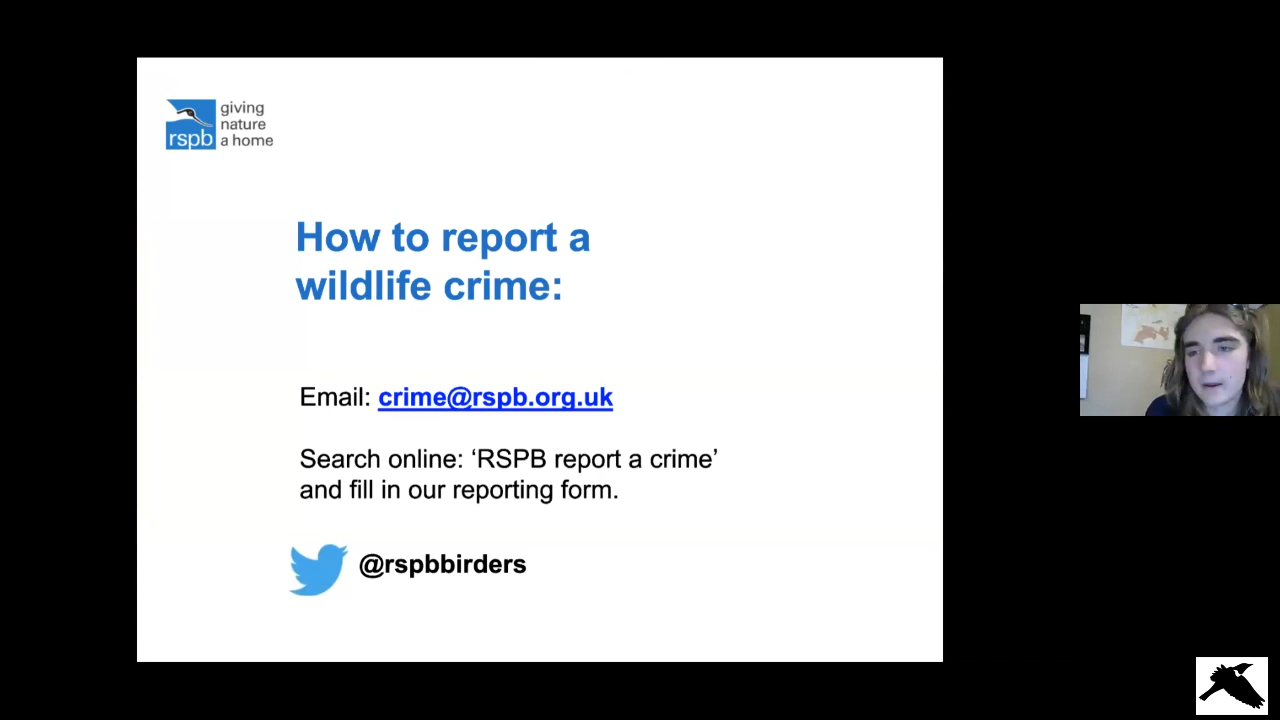 giving
nature
a home
rspb
How to report a
wildlife crime:
Email: crime@rspb.org.uk
Search online: ‘RSPB report a crime’
and fill in our reporting form.
@rspbbirders